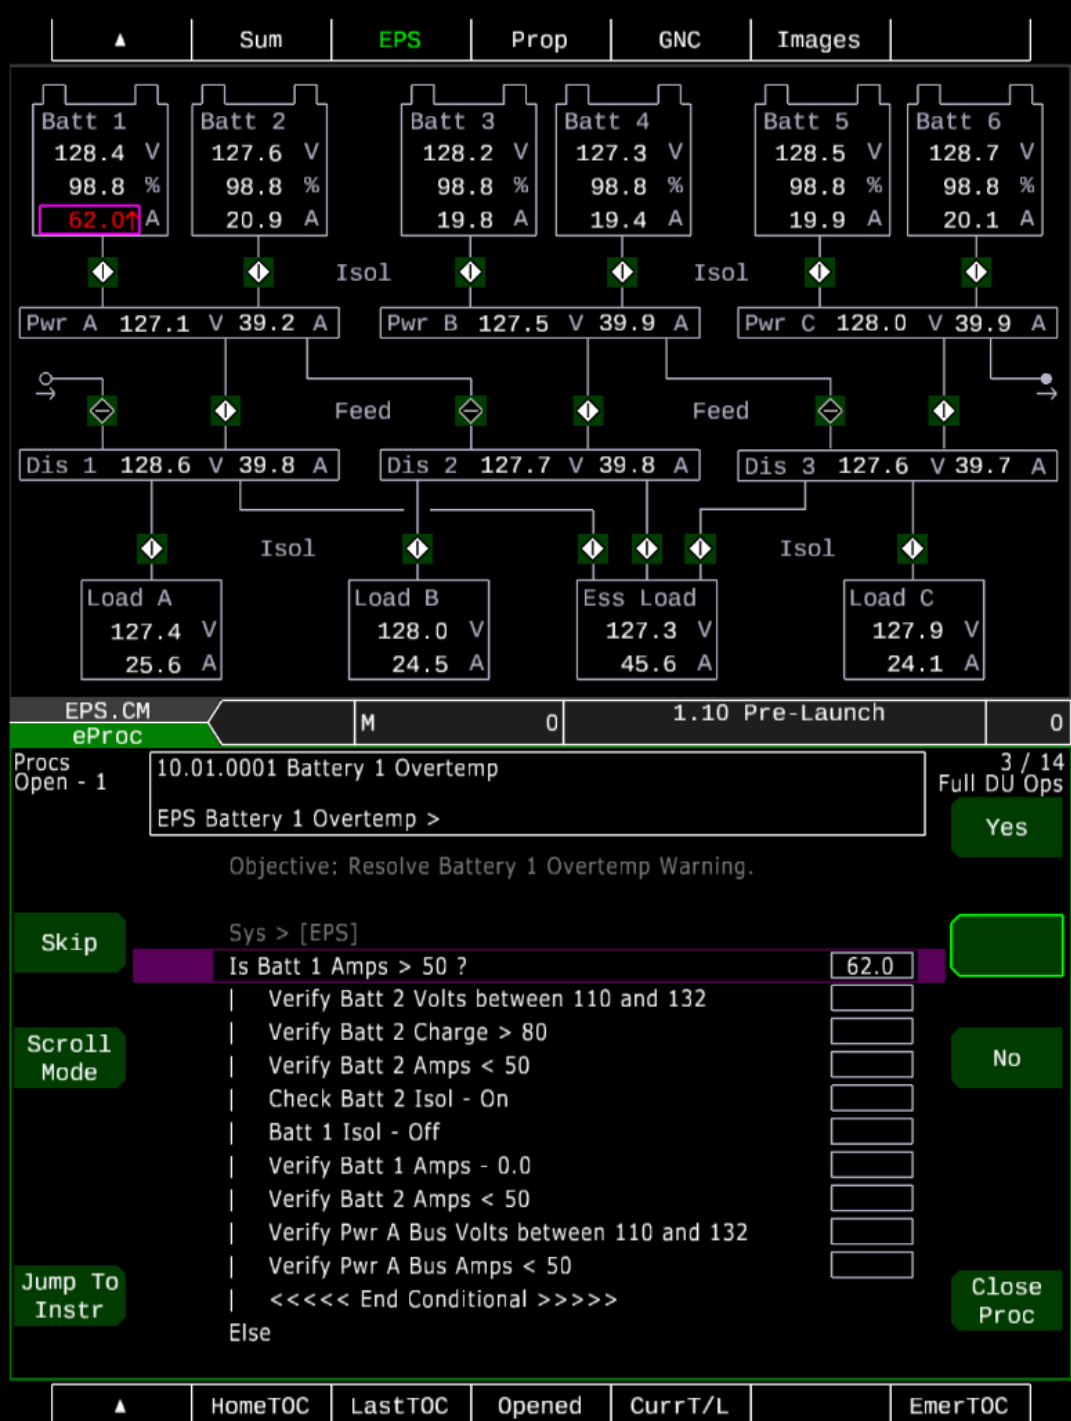 ▲ Sum EPS Prop GNC Images
Batt 1 Batt 2 Batt 3 Batt 4 Batt 5 Batt 6
128.4 V 127.6 V 128.2 V 127.3 V 128.5 V 128.7 V
98.8 % 98.8 % 98.8 % 98.8 % 98.8 % 98.8 %
62.0↑ A 20.9 A 19.8 A 19.4 A 19.9 A 20.1 A
Isol Isol
Pwr A 127.1 V 39.2 A Pwr B 127.5 V 39.9 A Pwr C 128.0 V 39.9 A
Feed Feed
Dis 1 128.6 V 39.8 A Dis 2 127.7 V 39.8 A Dis 3 127.6 V 39.7 A
Isol Isol
Load A Load B Ess Load Load C
127.4 V 128.0 V 127.3 V 127.9 V
25.6 A 24.5 A 45.6 A 24.1 A
EPS.CM M 0 1.10 Pre-Launch 0
eProc
Procs
Open - 1
10.01.0001 Battery 1 Overtemp
EPS Battery 1 Overtemp >
3 / 14
Full DU Ops
Yes
Objective: Resolve Battery 1 Overtemp Warning.
Skip
Sys > [EPS]
Is Batt 1 Amps > 50 ? 62.0
| Verify Batt 2 Volts between 110 and 132
| Verify Batt 2 Charge > 80
Scroll
Mode
No
| Verify Batt 2 Amps < 50
| Check Batt 2 Isol - On
| Batt 1 Isol - Off
| Verify Batt 1 Amps - 0.0
| Verify Batt 2 Amps < 50
| Verify Pwr A Bus Volts between 110 and 132
| Verify Pwr A Bus Amps < 50
Jump To
Instr
| <<<<< End Conditional >>>>>
Close
Proc
Else
▲ HomeTOC LastTOC Opened CurrT/L EmerTOC